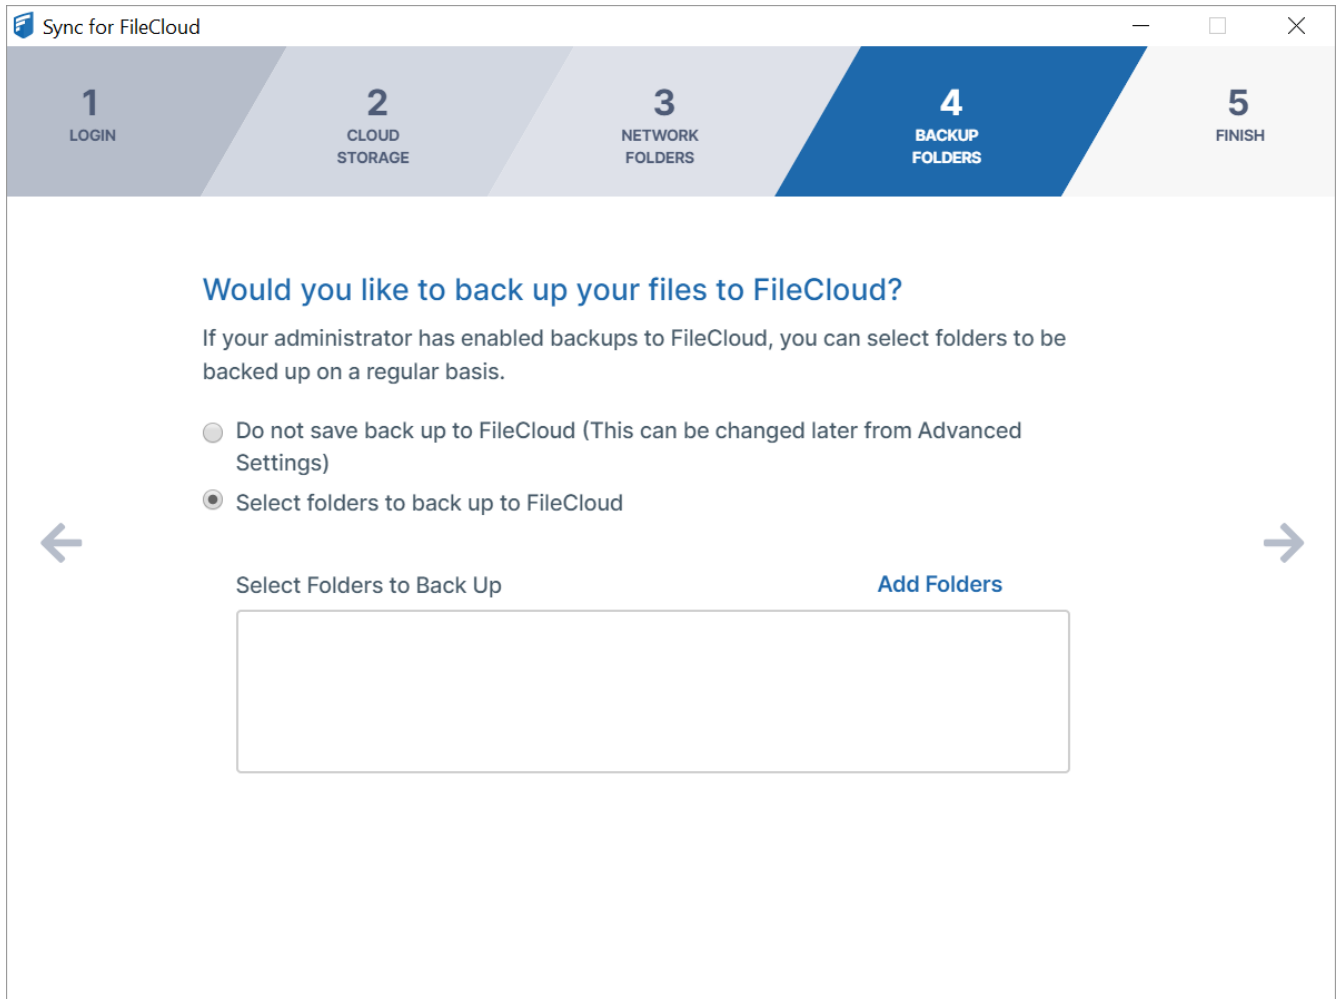 Sync for FileCloud
1
LOGIN
2
CLOUD
STORAGE
3
NETWORK
FOLDERS
4
BACKUP
FOLDERS
5
FINISH
Would you like to back up your files to FileCloud?
If your administrator has enabled backups to FileCloud, you can select folders to be
backed up on a regular basis.
Do not save back up to FileCloud (This can be changed later from Advanced
Settings)
Select folders to back up to FileCloud
Select Folders to Back Up
Add Folders